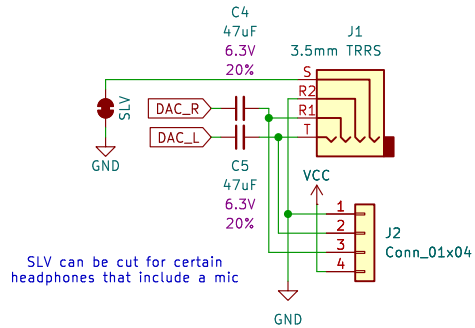 C4
47uF
6.3V
20%
J1
3.5mm TRRS
S
R2
R1
T
SLV
GND
DAC_R
DAC_L
C5
47uF
6.3V
20%
VCC
1
2
3
4
J2
Conn_01x04
SLV can be cut for certain
headphones that include a mic
GND